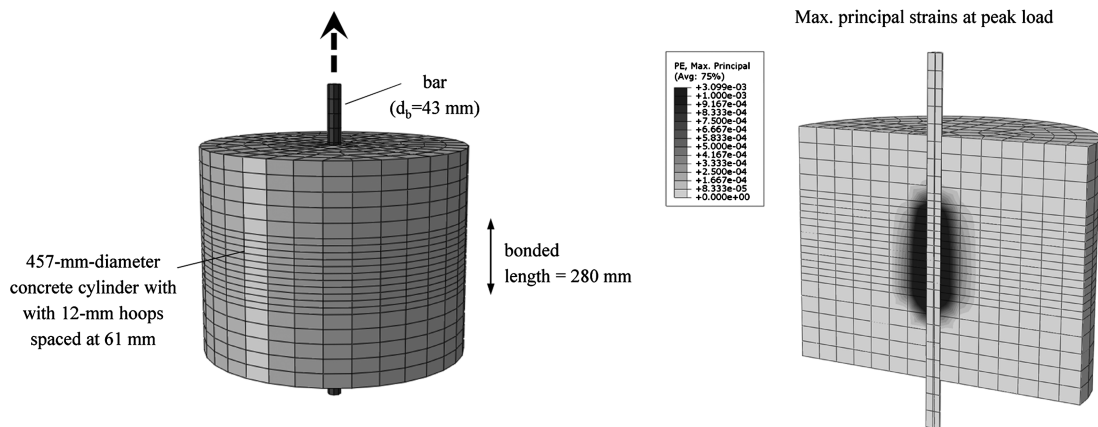 bar
(db=43 mm)
457-mm-diameter
concrete cylinder with
with 12-mm hoops
spaced at 61 mm
bonded
length = 280 mm
Max. principal strains at peak load
PE, Max. Principal
(Avg: 75%)
+3.099e-03
+1.000e-03
+9.167e-04
+8.333e-04
+7.500e-04
+6.667e-04
+5.833e-04
+5.000e-04
+4.167e-04
+3.333e-04
+2.500e-04
+1.667e-04
+8.333e-05
+0.000e+00